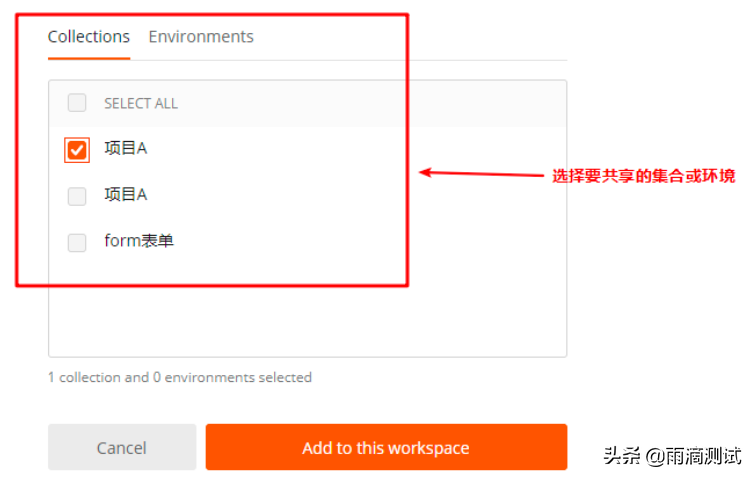 Collections Environments
SELECT ALL
项目A
选择要共享的集合或环境
项目A
form表单
1 collection and 0 environments selected
Cancel Add to this workspace
头条 @雨滴测试